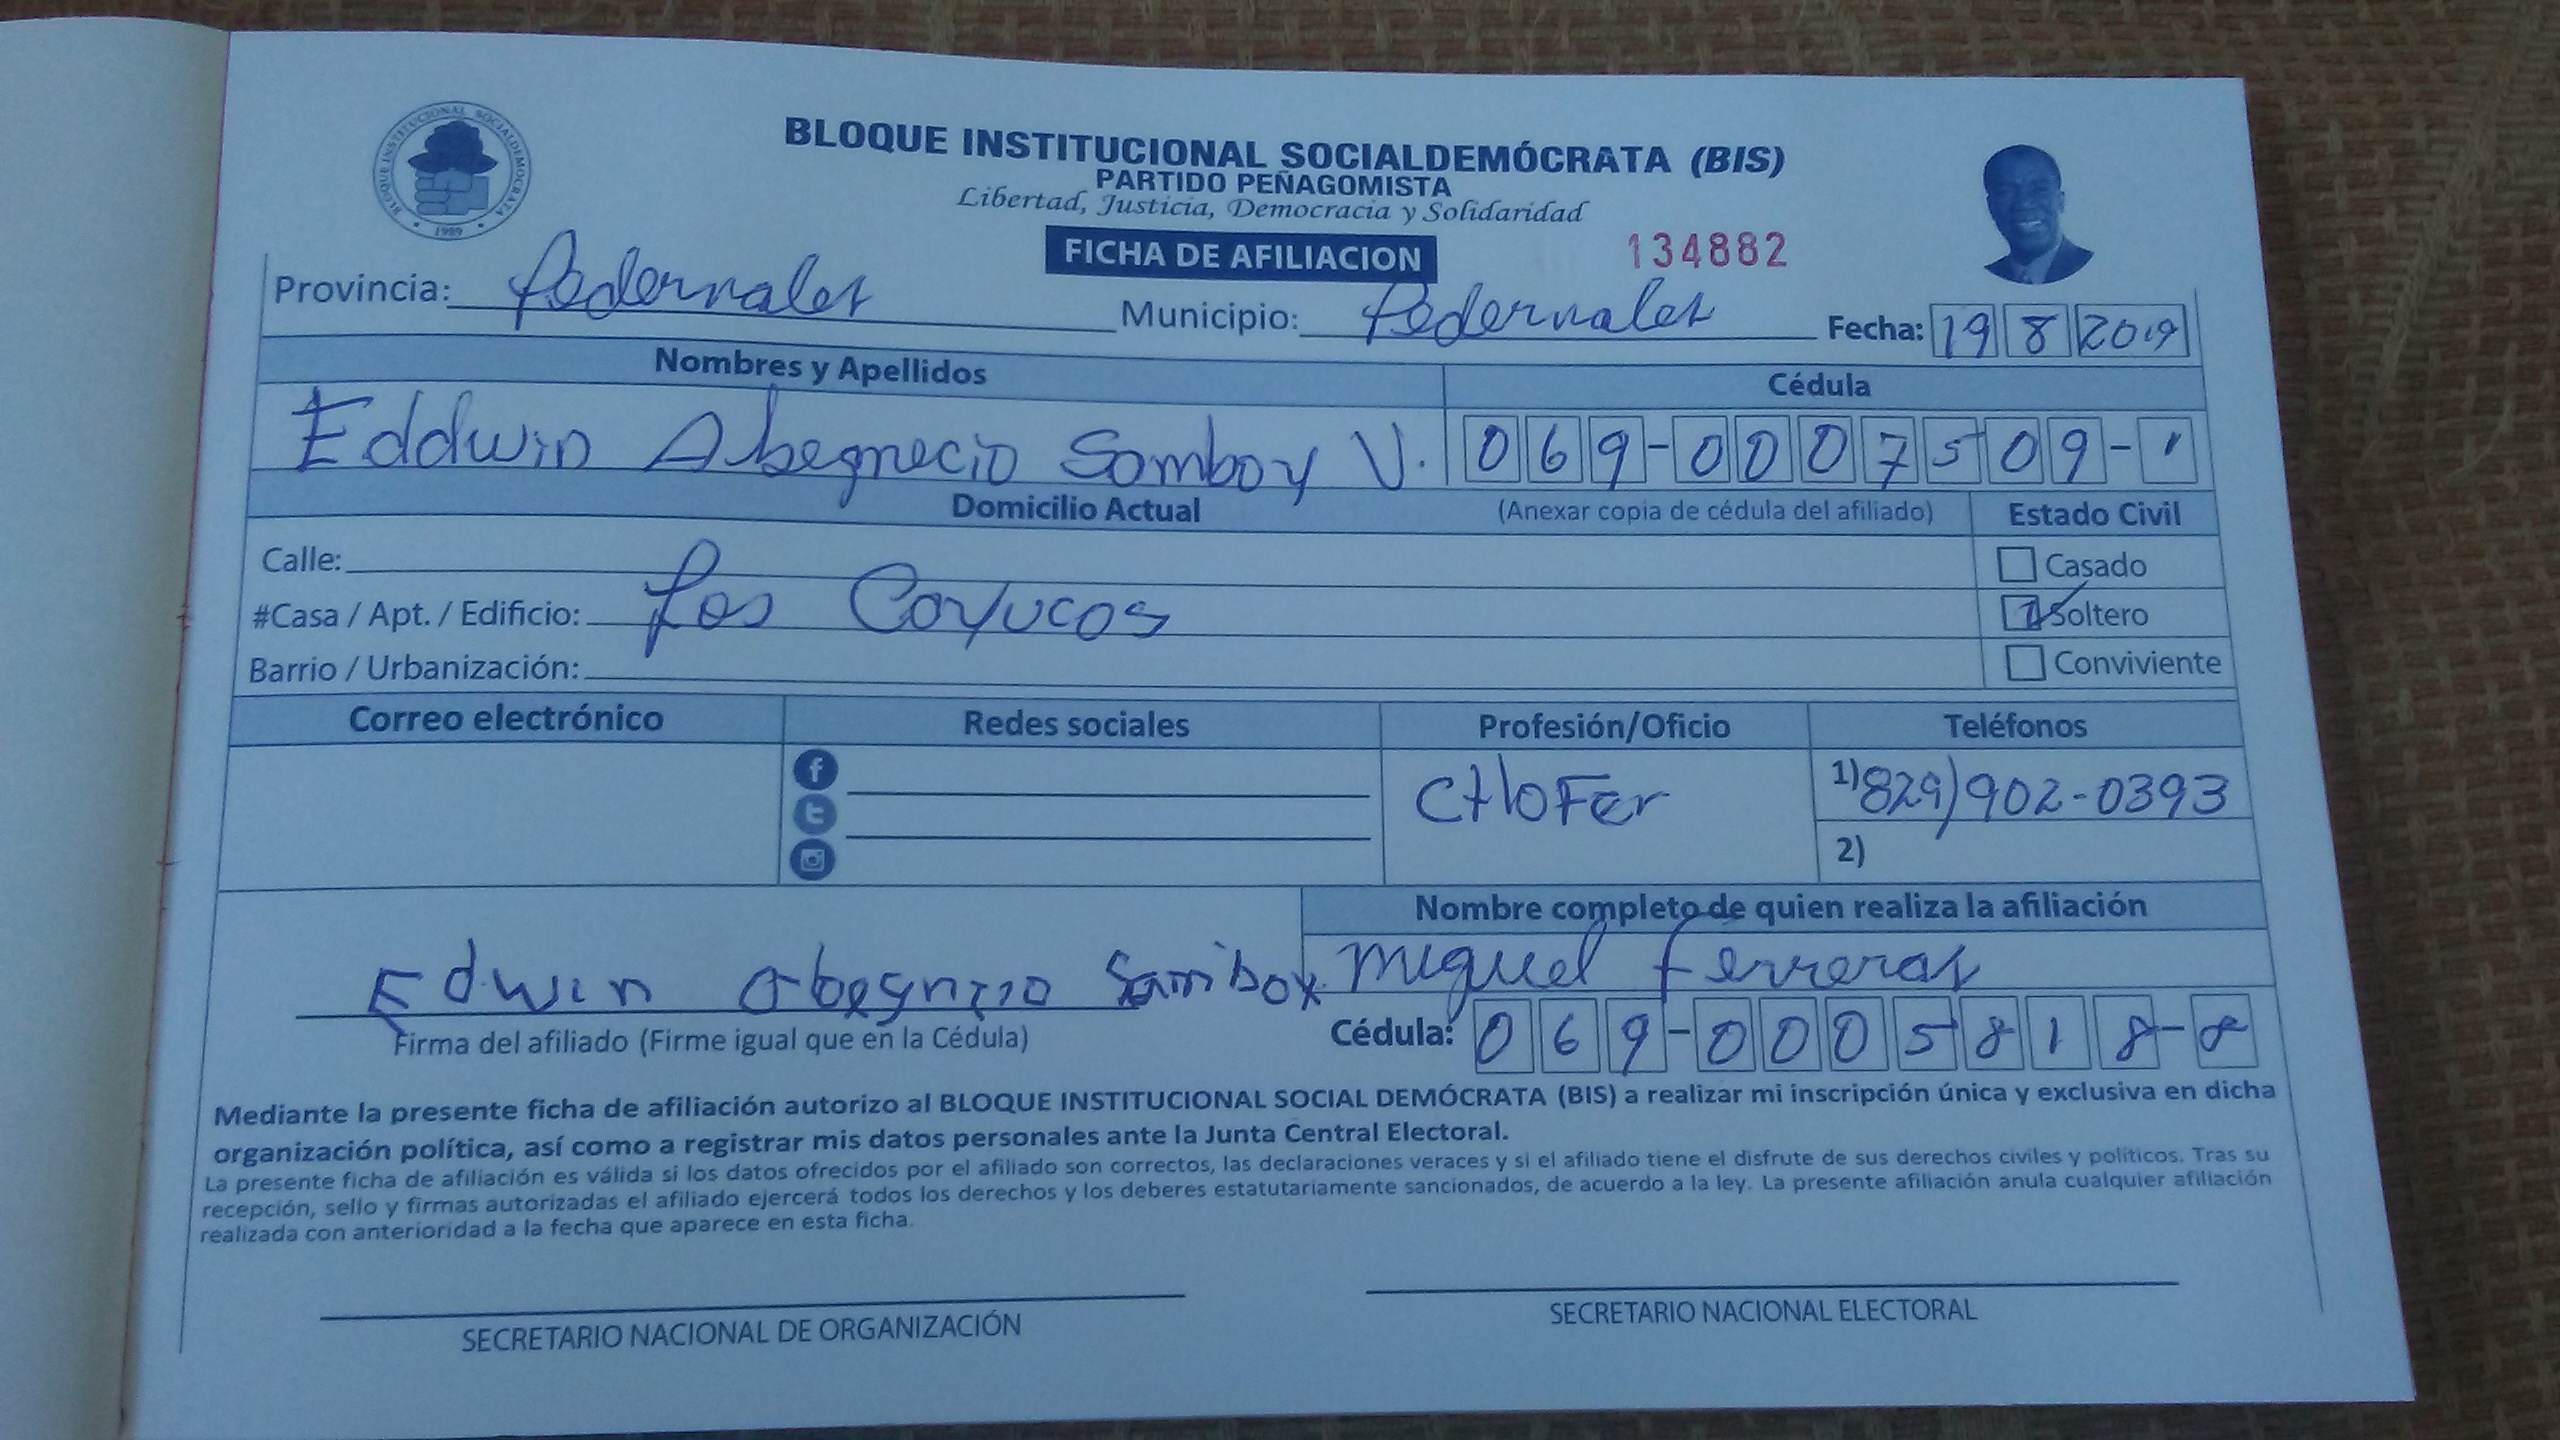 BLOQUE INSTITUCIONAL SOCIALDEMOCRATA
1989
BLOQUE INSTITUCIONAL SOCIALDEMÓCRATA (BIS)
PARTIDO PEÑAGOMISTA
Libertad, Justicia, Democracia y Solidaridad
FICHA DE AFILIACION 134882
Provincia: Pedernales Municipio: Pedernales Fecha: 19 8 2019
Nombres y Apellidos Cédula
Eddwin Abegnecio Samboy V. 069-0007509-1
Domicilio Actual (Anexar copia de cédula del afiliado) Estado Civil
Calle: Casado
#Casa / Apt. / Edificio: Los Coyucos Soltero
Barrio / Urbanización: Conviviente
Correo electrónico Redes sociales Profesión/Oficio Teléfonos
CHoFer 1) 829) 902-0393
2)
Nombre completo de quien realiza la afiliación
Edwin Abegnecio Samboy Miguel Ferreras
Firma del afiliado (Firme igual que en la Cédula) Cédula: 069-0005818-8
Mediante la presente ficha de afiliación autorizo al BLOQUE INSTITUCIONAL SOCIAL DEMÓCRATA (BIS) a realizar mi inscripción única y exclusiva en dicha
organización política, así como a registrar mis datos personales ante la Junta Central Electoral.
La presente ficha de afiliación es válida si los datos ofrecidos por el afiliado son correctos, las declaraciones veraces y si el afiliado tiene el disfrute de sus derechos civiles y políticos. Tras su
recepción, sello y firmas autorizadas el afiliado ejercerá todos los derechos y los deberes estatutariamente sancionados, de acuerdo a la ley. La presente afiliación anula cualquier afiliación
realizada con anterioridad a la fecha que aparece en esta ficha.
SECRETARIO NACIONAL DE ORGANIZACIÓN SECRETARIO NACIONAL ELECTORAL